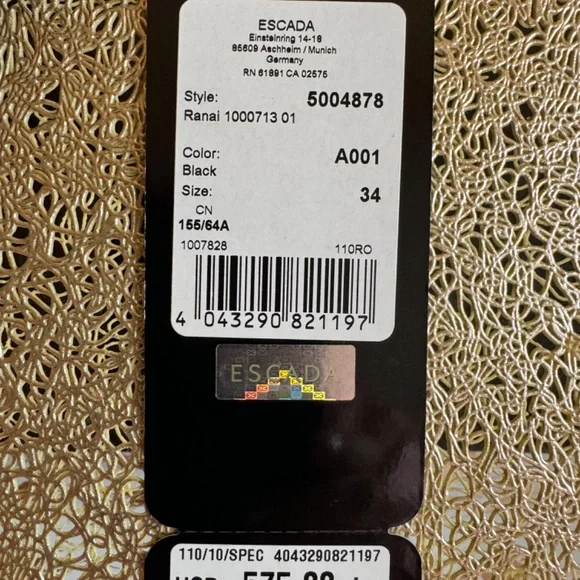 ESCADA
Einsteinring 14-18
85609 Aschheim / Munich
Germany
RN 61891 CA 02575
Style: 5004878
Ranai 1000713 01
Color: A001
Black
Size: 34
CN
155/64A
1007828 110RO
4 043290 821197
ESCADA
110/10/SPEC 4043290821197